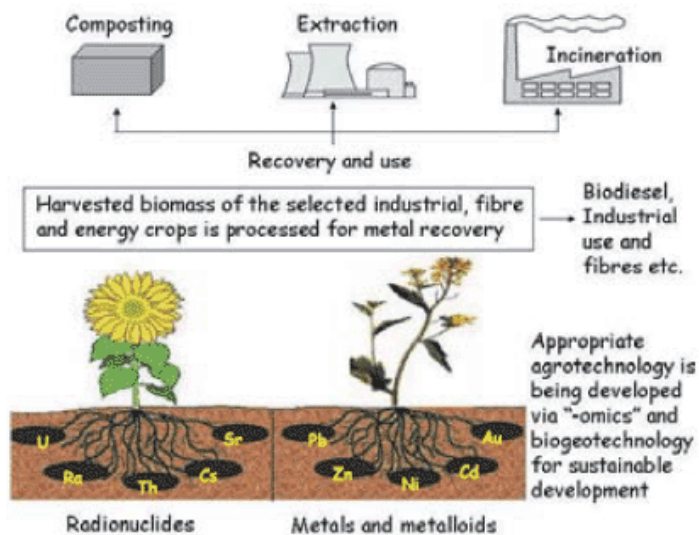 Composting
Extraction
Incineration
Recovery and use
Harvested biomass of the selected industrial, fibre
and energy crops is processed for metal recovery
Biodiesel,
Industrial
use and
fibres etc.
Appropriate
agrotechnology is
being developed
via "-omics" and
biogeotechnology
for sustainable
development
U
Sr
Ra
Th
Cs
Pb
Au
Zn
Ni
Cd
Radionuclides
Metals and metalloids